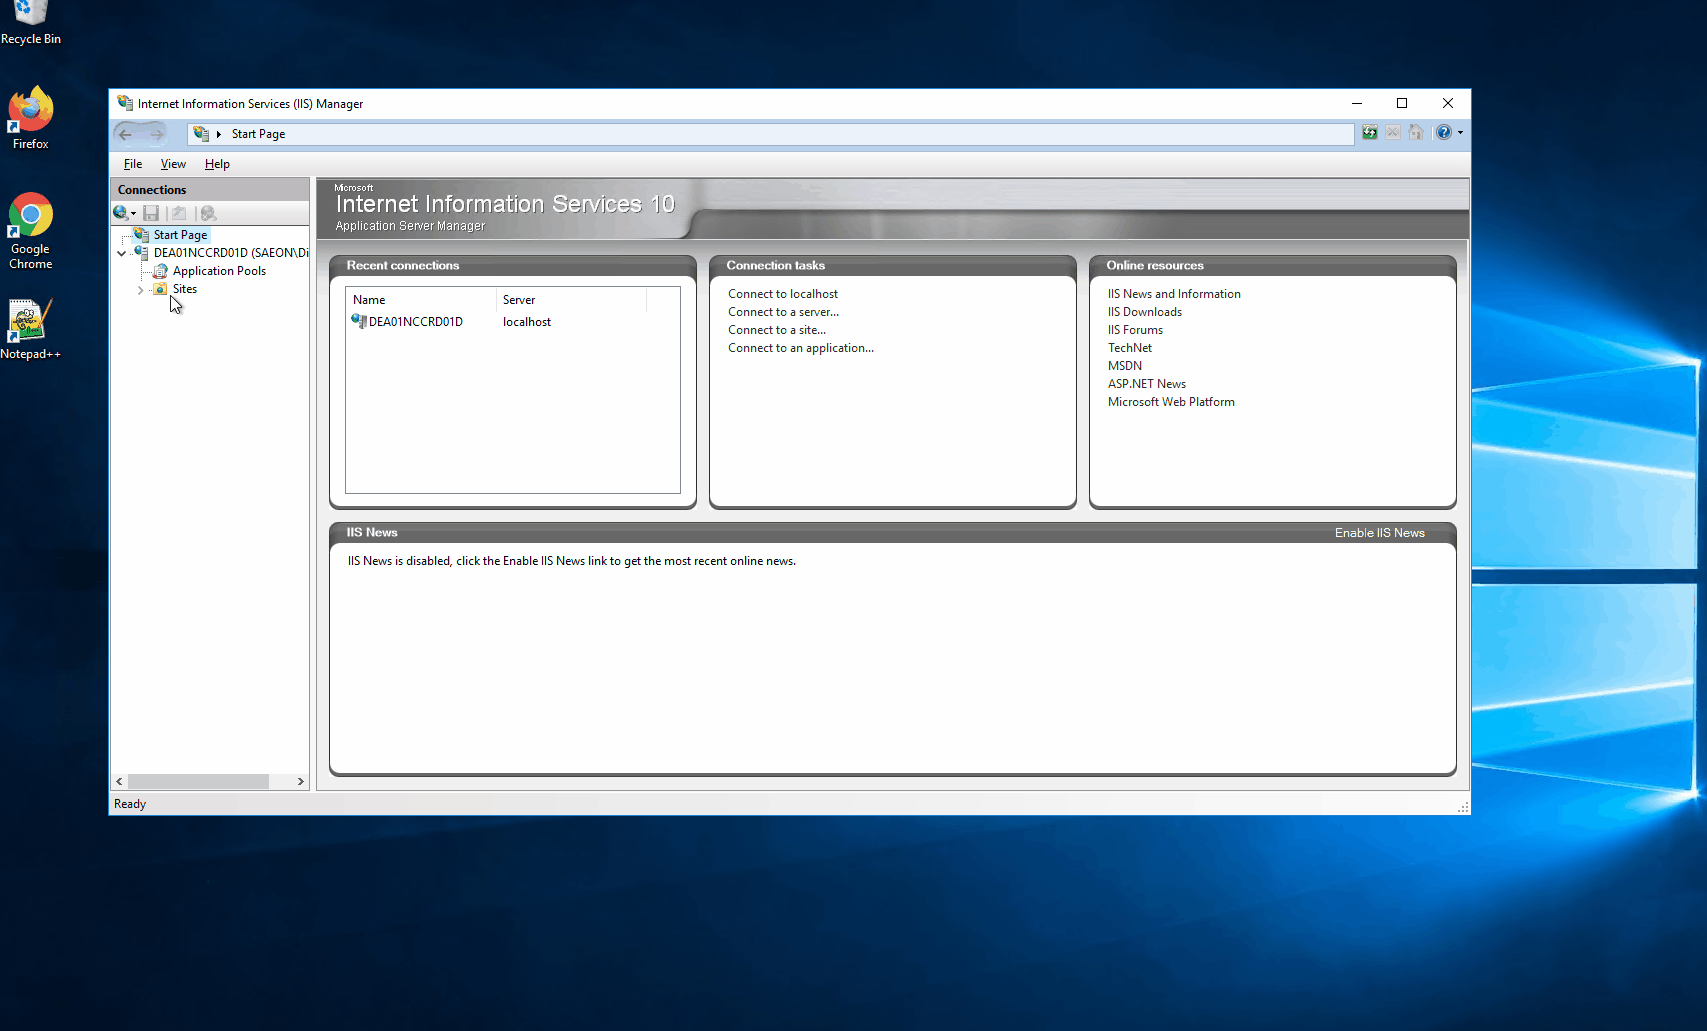 Recycle Bin
Firefox
Google
Chrome
Notepad++
Internet Information Services (IIS) Manager
Start Page
File View Help
Connections
Start Page
DEA01NCCRD01D (SAEON\Di
Application Pools
Sites
Microsoft
Internet Information Services 10
Application Server Manager
Recent connections
Name Server
DEA01NCCRD01D localhost
Connection tasks
Connect to localhost
Connect to a server...
Connect to a site...
Connect to an application...
Online resources
IIS News and Information
IIS Downloads
IIS Forums
TechNet
MSDN
ASP.NET News
Microsoft Web Platform
IIS News Enable IIS News
IIS News is disabled, click the Enable IIS News link to get the most recent online news.
Ready